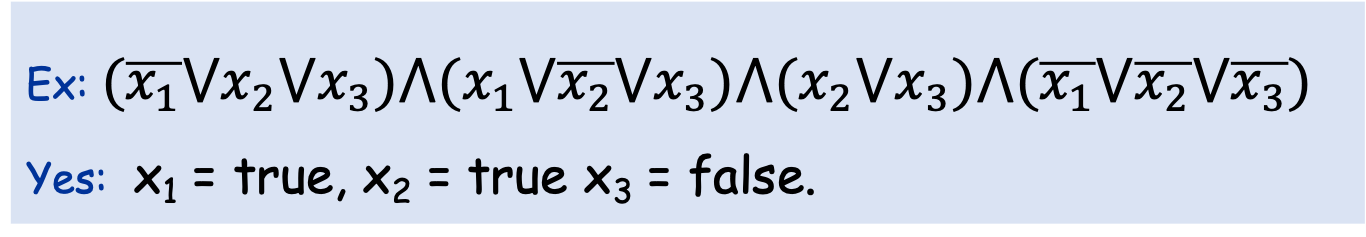 Ex: (x̅₁⋁x₂⋁x₃)⋀(x₁⋁x̅₂⋁x₃)⋀(x₂⋁x₃)⋀(x̅₁⋁x̅₂⋁x̅₃)
Yes: x₁ = true, x₂ = true x₃ = false.